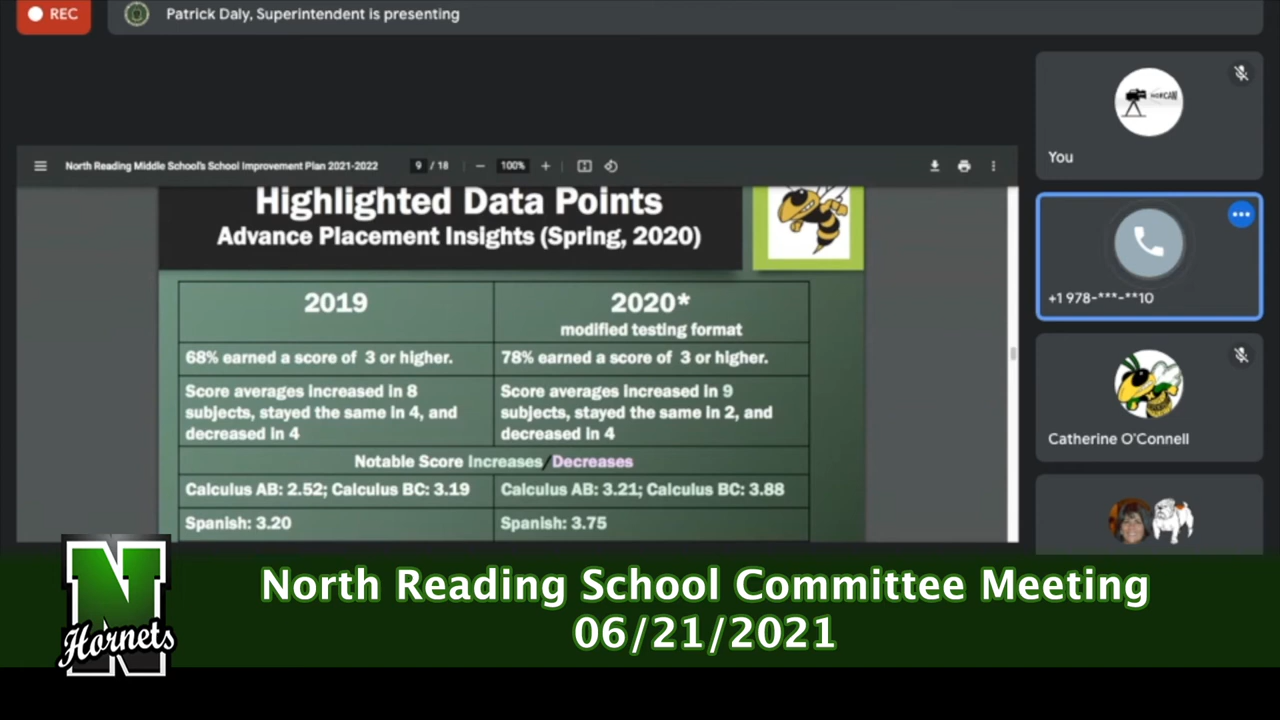 REC
Patrick Daly, Superintendent is presenting
NORCAN
You
North Reading Middle School's School Improvement Plan 2021-2022
9 / 18
100%
Highlighted Data Points
Advance Placement Insights (Spring, 2020)
2019
2020*
modified testing format
68% earned a score of 3 or higher.
78% earned a score of 3 or higher.
Score averages increased in 8
subjects, stayed the same in 4, and
decreased in 4
Score averages increased in 9
subjects, stayed the same in 2, and
decreased in 4
Notable Score Increases/Decreases
Calculus AB: 2.52; Calculus BC: 3.19
Calculus AB: 3.21; Calculus BC: 3.88
Spanish: 3.20
Spanish: 3.75
+1 978-***-**10
Catherine O'Connell
N
Hornets
North Reading School Committee Meeting
06/21/2021